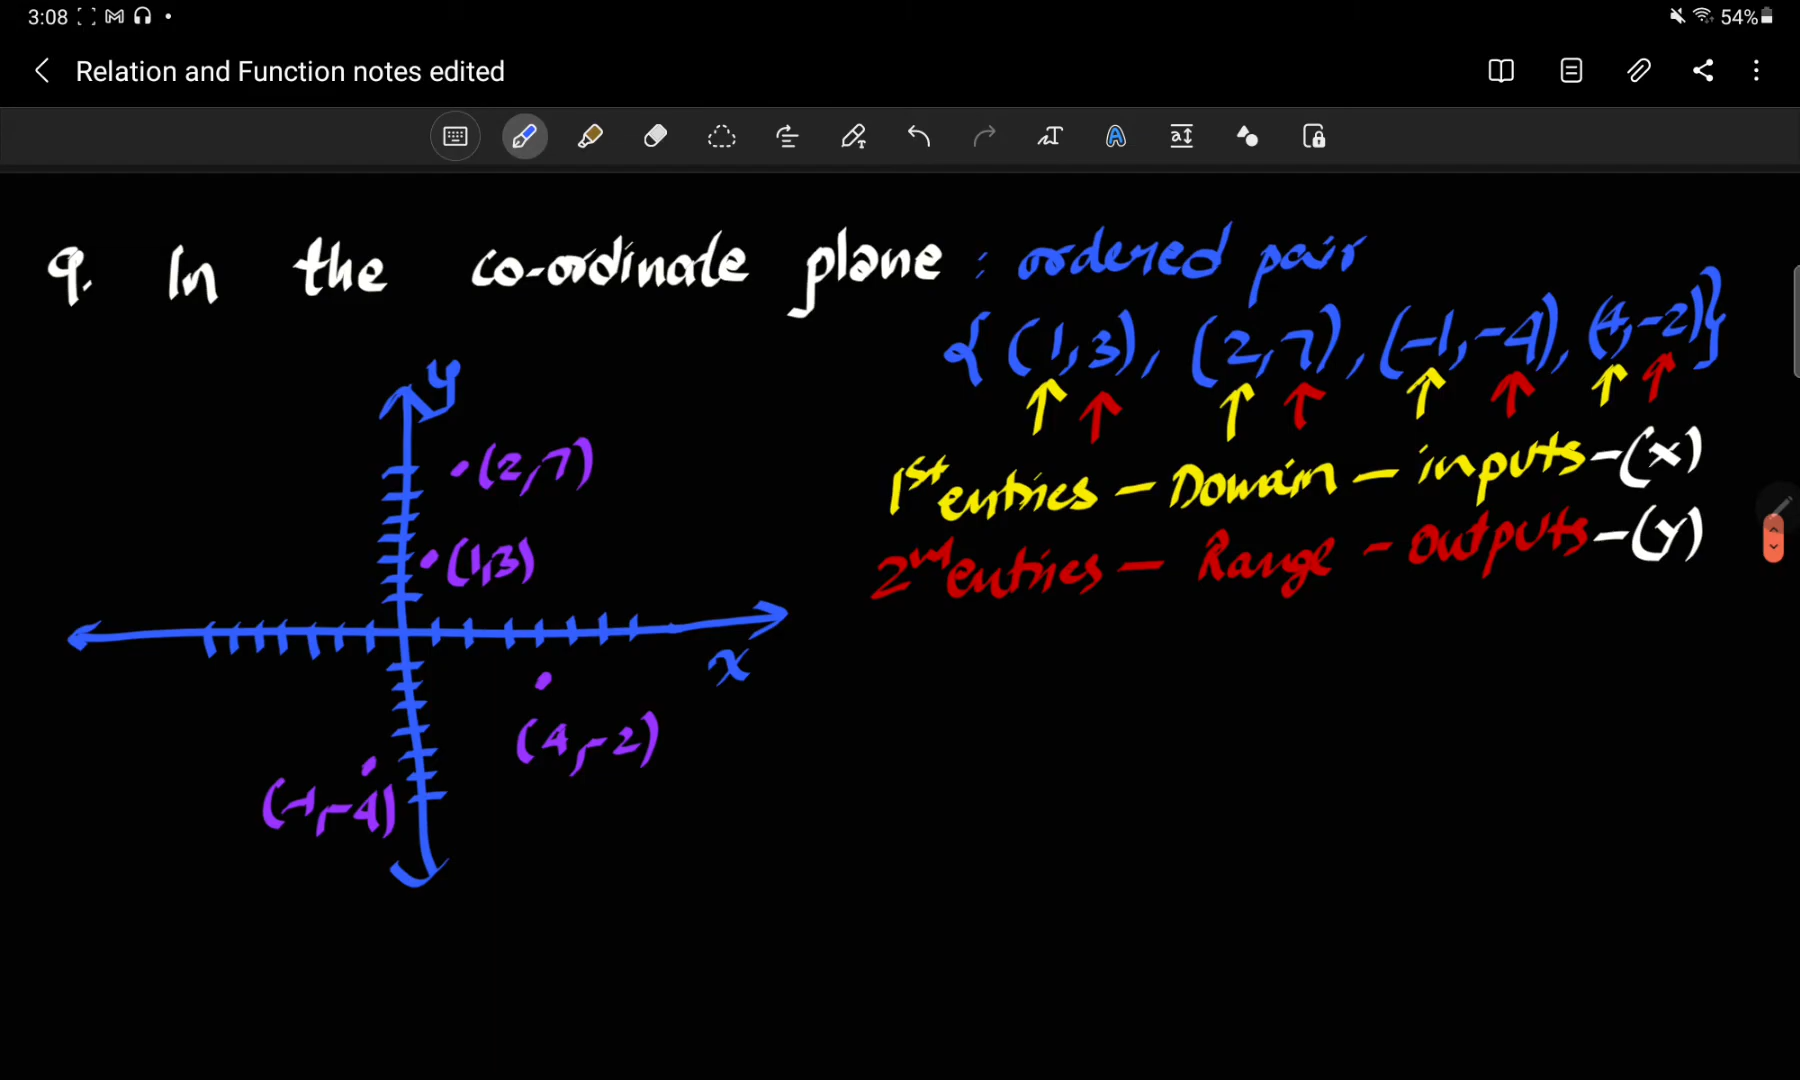 3:08
54%
Relation and Function notes edited
9. In the co-ordinate plane : ordered pair
{(1,3), (2,7), (-1,-4), (4,-2)}
1st entries - Domain - inputs - (x)
2nd entries - Range - outputs - (y)
y
(2,7)
(1,3)
x
(4,-2)
(-1,-4)